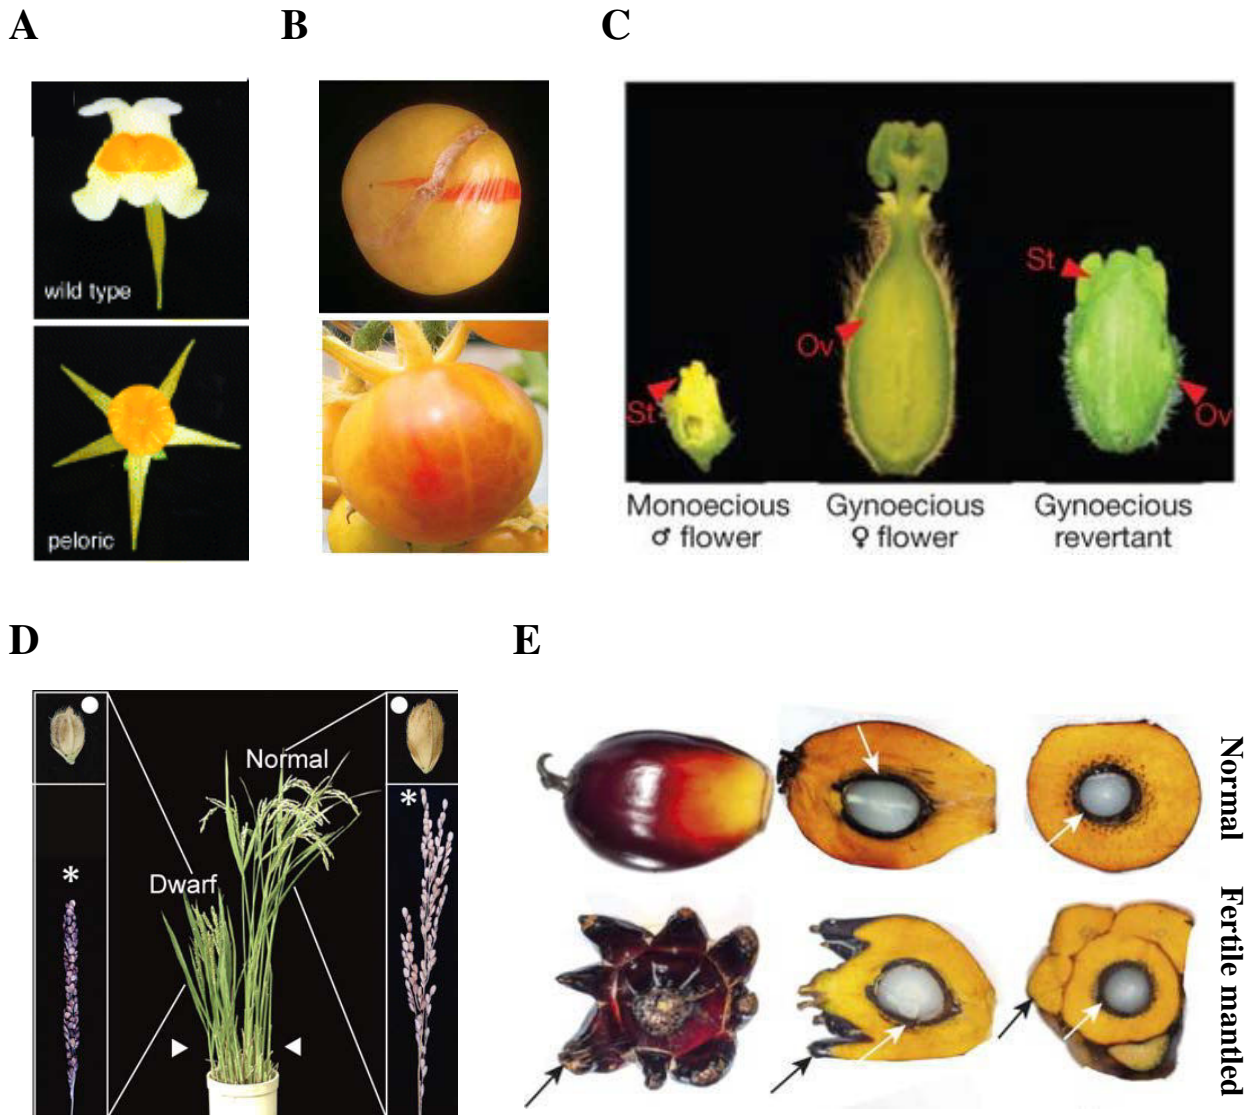 A
B
C
wild type
peloric
St
Ov
St
Ov
Monoecious
♂ flower
Gynoecious
♀ flower
Gynoecious
revertant
D
E
Normal
*
Dwarf
*
Normal
Fertile mantled